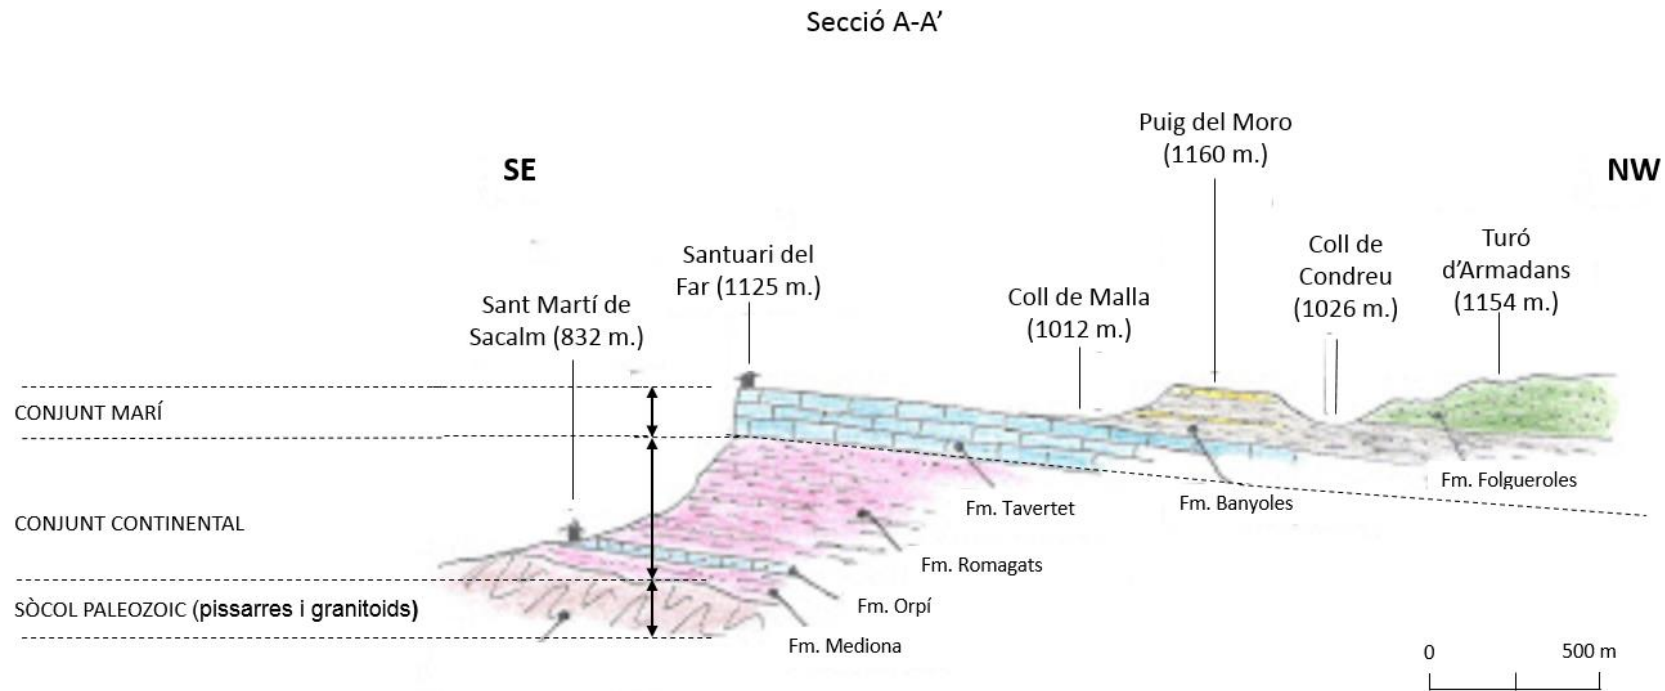 Secció A-A’
Puig del Moro
(1160 m.)
SE
NW
Santuari del
Far (1125 m.)
Coll de
Condreu
(1026 m.)
Turó
d’Armadans
(1154 m.)
Sant Martí de
Sacalm (832 m.)
Coll de Malla
(1012 m.)
CONJUNT MARÍ
Fm. Folgueroles
Fm. Banyoles
Fm. Tavertet
CONJUNT CONTINENTAL
Fm. Romagats
Fm. Orpí
SÒCOL PALEOZOIC (pissarres i granitoids)
Fm. Mediona
0
500 m